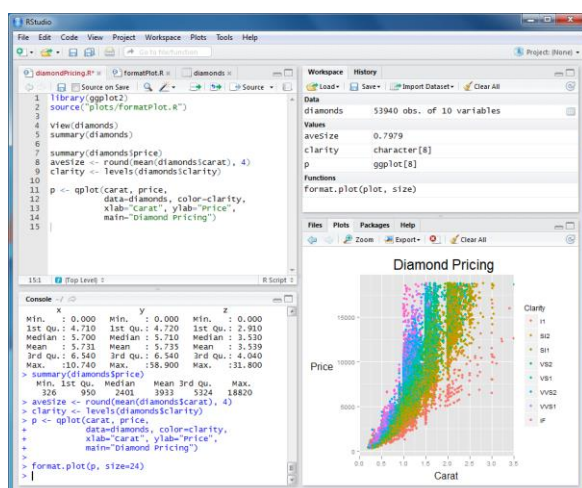 RStudio
File Edit Code View Project Workspace Plots Tools Help
Go to file/function
Project: (None)
diamondPricing.R* formatPlot.R diamonds
Source on Save Source
1 library(ggplot2)
2 source("plots/formatPlot.R")
3
4 view(diamonds)
5 summary(diamonds)
6
7 summary(diamonds$price)
8 aveSize <- round(mean(diamonds$carat), 4)
9 clarity <- levels(diamonds$clarity)
10
11 p <- qplot(carat, price,
12 data=diamonds, color=clarity,
13 xlab="Carat", ylab="Price",
14 main="Diamond Pricing")
15
15:1 (Top Level) R Script
Console ~/
x y z
Min. : 0.000 Min. : 0.000 Min. : 0.000
1st Qu.: 4.710 1st Qu.: 4.720 1st Qu.: 2.910
Median : 5.700 Median : 5.710 Median : 3.530
Mean : 5.731 Mean : 5.735 Mean : 3.539
3rd Qu.: 6.540 3rd Qu.: 6.540 3rd Qu.: 4.040
Max. :10.740 Max. :58.900 Max. :31.800
> summary(diamonds$price)
Min. 1st Qu. Median Mean 3rd Qu. Max.
326 950 2401 3933 5324 18820
> aveSize <- round(mean(diamonds$carat), 4)
> clarity <- levels(diamonds$clarity)
> p <- qplot(carat, price,
+ data=diamonds, color=clarity,
+ xlab="Carat", ylab="Price",
+ main="Diamond Pricing")
>
> format.plot(p, size=24)
>
Workspace History
Load Save Import Dataset Clear All
Data
diamonds 53940 obs. of 10 variables
Values
aveSize 0.7979
clarity character[8]
p ggplot[8]
Functions
format.plot(plot, size)
Files Plots Packages Help
Zoom Export Clear All
Diamond Pricing
Price
15000
10000
5000
0
0.0 0.5 1.0 1.5 2.0 2.5 3.0 3.5
Carat
Clarity
I1
SI2
SI1
VS2
VS1
VVS2
VVS1
IF